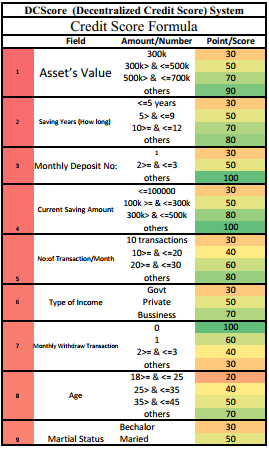 DCScore (Decentralized Credit Score) System
Credit Score Formula
Field Amount/Number Point/Score
1 Asset's Value 300k 30
300k> & <=500k 50
500k> & <=700k 70
others 90
2 Saving Years (How long) <=5 years 30
5> & <=9 50
10>= & <=12 70
others 80
3 Monthly Deposit No: 1 30
2>= & <=3 50
others 100
4 Current Saving Amount <=100000 30
100k >= & <=300k 50
300k> & <=500k 80
others 100
5 No:of Transaction/Month 10 transactions 30
10>= & <=20 40
20>= & <=30 60
others 80
6 Type of Income Govt 30
Private 50
Bussiness 70
7 Monthly Withdraw Transaction 0 100
1 60
2>= & <=3 40
others 30
8 Age 18>= & <= 25 20
25> & <=35 40
35> & <=45 50
others 70
9 Martial Status Bechalor 30
Maried 50